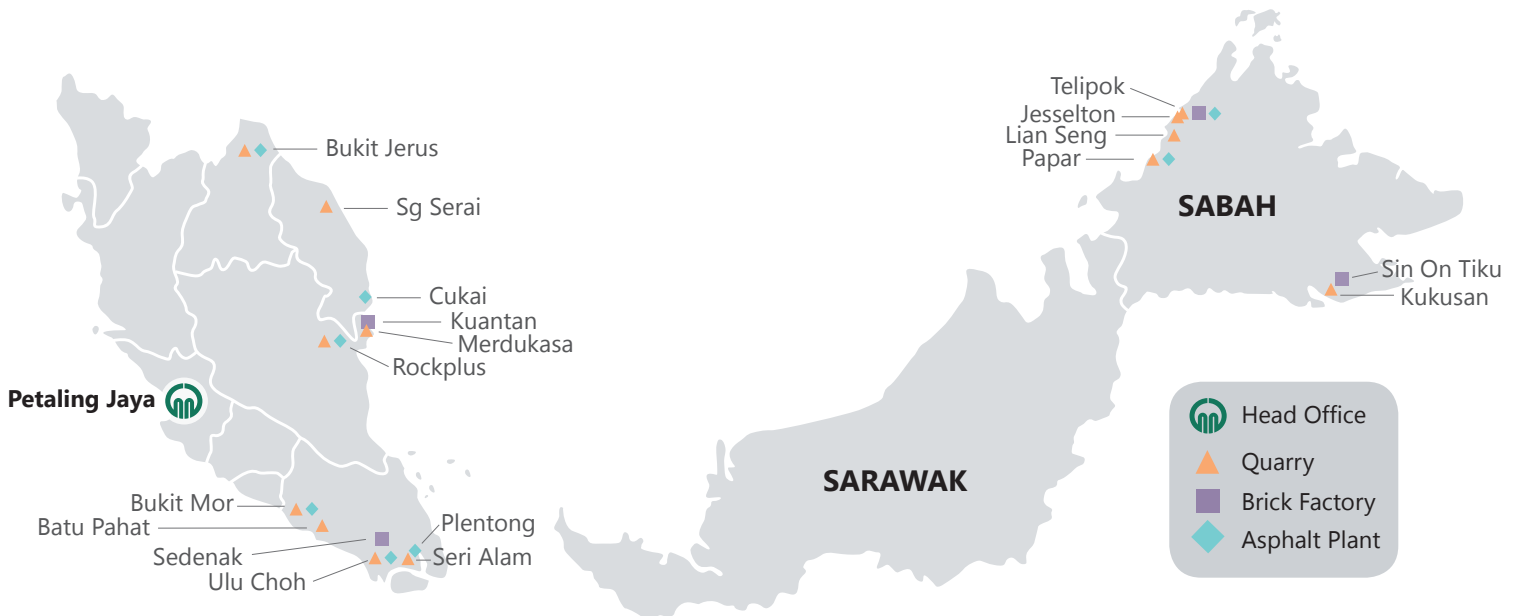 Bukit Jerus
Sg Serai
Cukai
Kuantan
Merdukasa
Rockplus
Petaling Jaya
Bukit Mor
Batu Pahat
Sedenak
Ulu Choh
Plentong
Seri Alam
SARAWAK
Telipok
Jesselton
Lian Seng
Papar
SABAH
Sin On Tiku
Kukusan
Head Office
Quarry
Brick Factory
Asphalt Plant